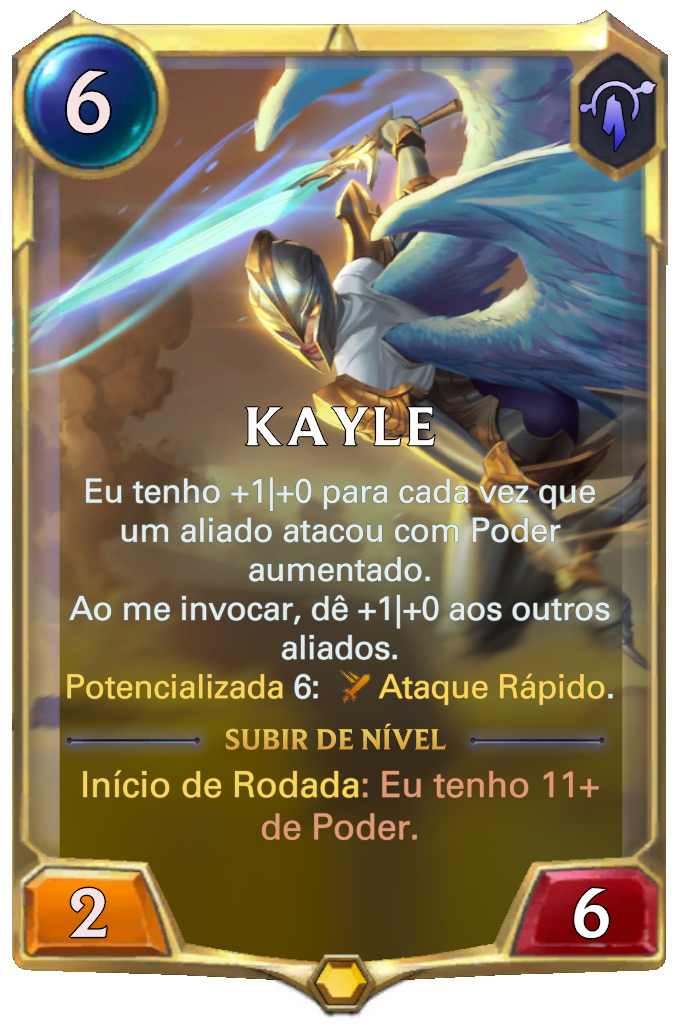 6
KAYLE
Eu tenho +1|+0 para cada vez que
um aliado atacou com Poder
aumentado.
Ao me invocar, dê +1|+0 aos outros
aliados.
Potencializada 6: Ataque Rápido.
SUBIR DE NÍVEL
Início de Rodada: Eu tenho 11+
de Poder.
2
6